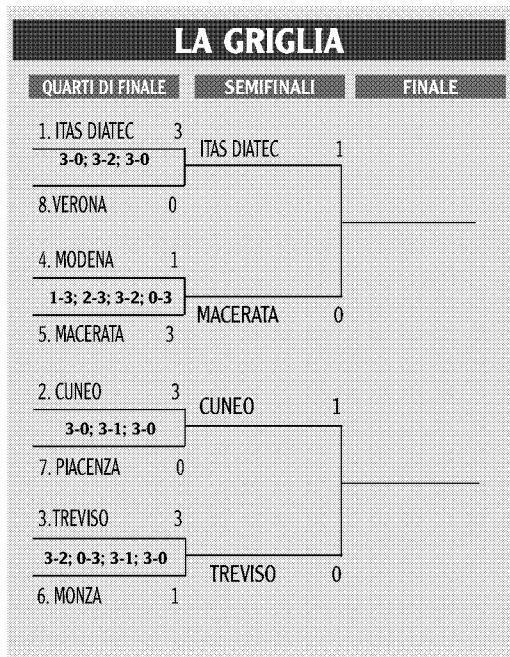 LA GRIGLIA
QUARTI DI FINALE SEMIFINALI FINALE
1. ITAS DIATEC 3
3-0; 3-2; 3-0
8.VERONA 0
ITAS DIATEC 1
4. MODENA 1
1-3; 2-3; 3-2; 0-3
5. MACERATA 3
MACERATA 0
2. CUNEO 3
3-0; 3-1; 3-0
7. PIACENZA 0
CUNEO 1
3.TREVISO 3
3-2; 0-3; 3-1; 3-0
6. MONZA 1
TREVISO 0